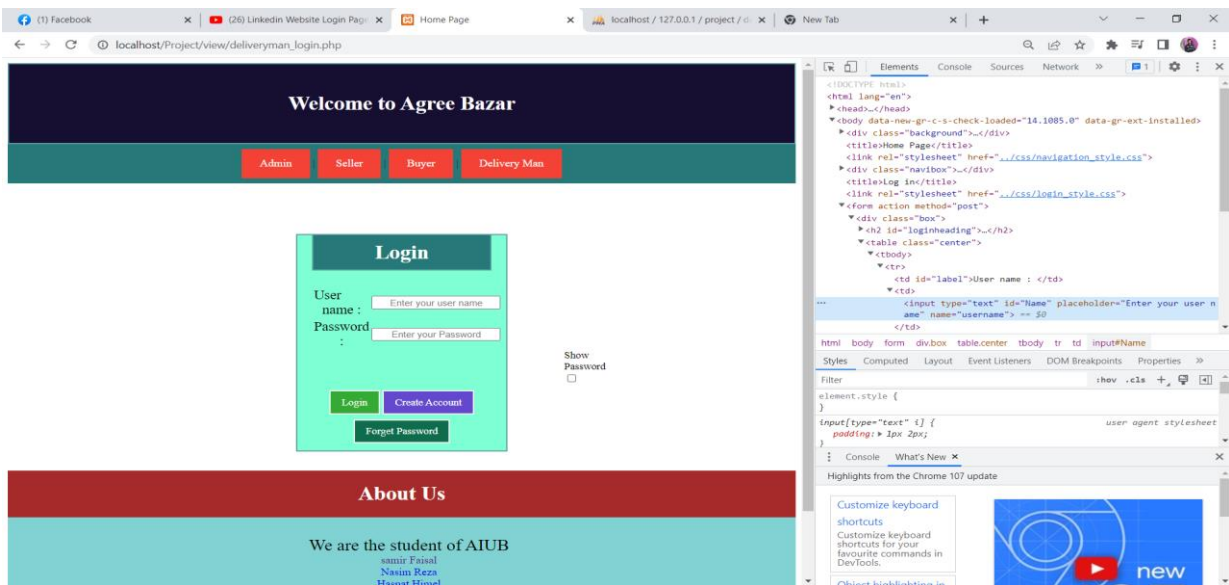 (1) Facebook
(26) Linkedin Website Login Page
Home Page
localhost / 127.0.0.1 / project / d
New Tab
localhost/Project/view/deliveryman_login.php
Welcome to Agree Bazar
Admin
Seller
Buyer
Delivery Man
Login
User name :
Enter your user name
Password :
Enter your Password
Show Password
Login
Create Account
Forget Password
About Us
We are the student of AIUB
samir Faisal
Nasim Reza
Hasnat Himel
Elements Console Sources Network » 1
<!DOCTYPE html>
<html lang="en">
<head>…</head>
<body data-new-gr-c-s-check-loaded="14.1085.0" data-gr-ext-installed>
<div class="background">…</div>
<title>Home Page</title>
<link rel="stylesheet" href="../css/navigation_style.css">
<div class="navibox">…</div>
<title>Log in</title>
<link rel="stylesheet" href="../css/login_style.css">
<form action method="post">
<div class="box">
<h2 id="loginheading">…</h2>
<table class="center">
<tbody>
<tr>
<td id="label">User name : </td>
<td>
<input type="text" id="Name" placeholder="Enter your user n
ame" name="username"> == $0
</td>
html body form div.box table.center tbody tr td input#Name
Styles Computed Layout Event Listeners DOM Breakpoints Properties »
Filter :hov .cls +
element.style {
}
input[type="text" i] { user agent stylesheet
padding: 1px 2px;
}
Console What's New ×
Highlights from the Chrome 107 update
Customize keyboard
shortcuts
Customize keyboard
shortcuts for your
favourite commands in
DevTools.
Object highlighting in
new